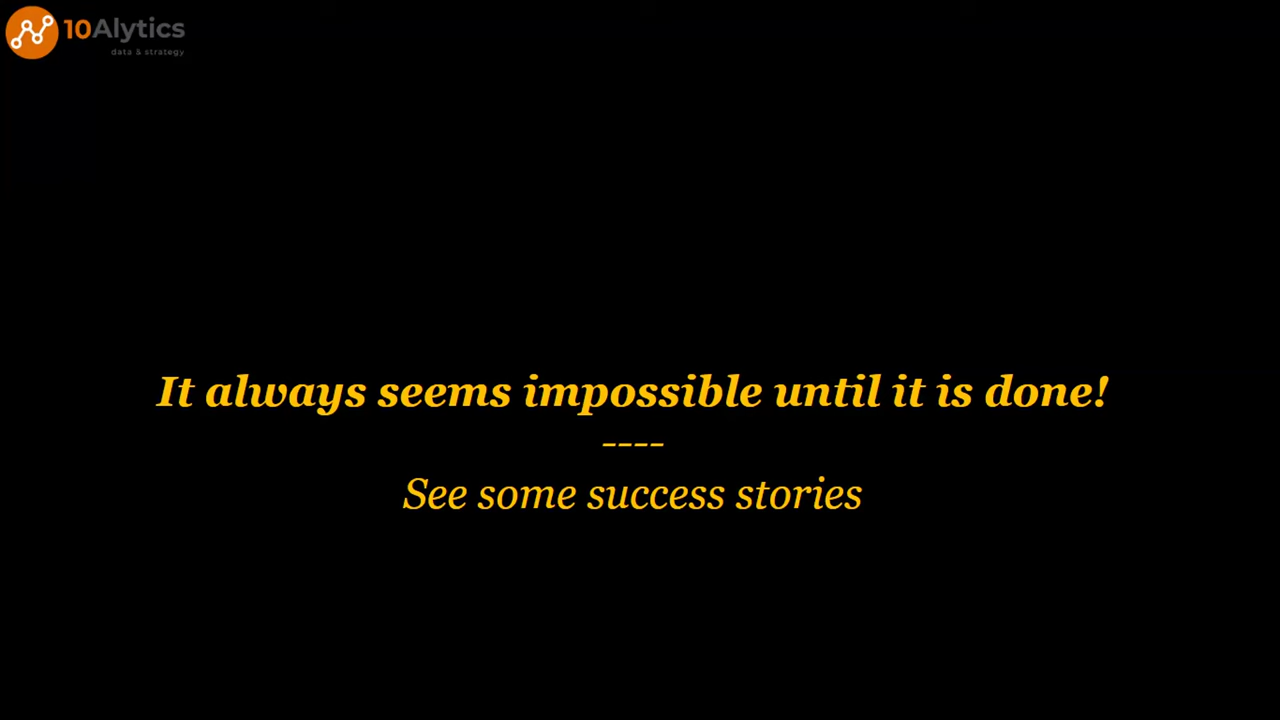 10Alytics
data & strategy
It always seems impossible until it is done!
----
See some success stories